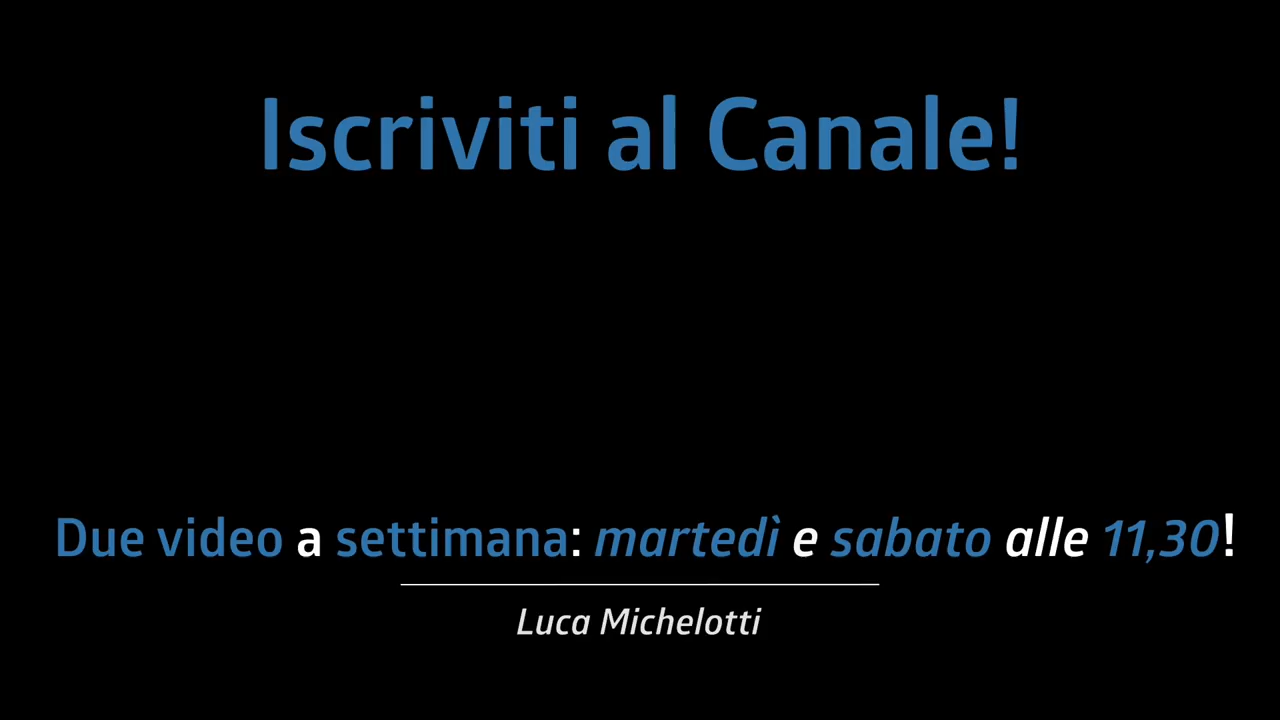 Iscriviti al Canale!
Due video a settimana: martedì e sabato alle 11,30!
Luca Michelotti